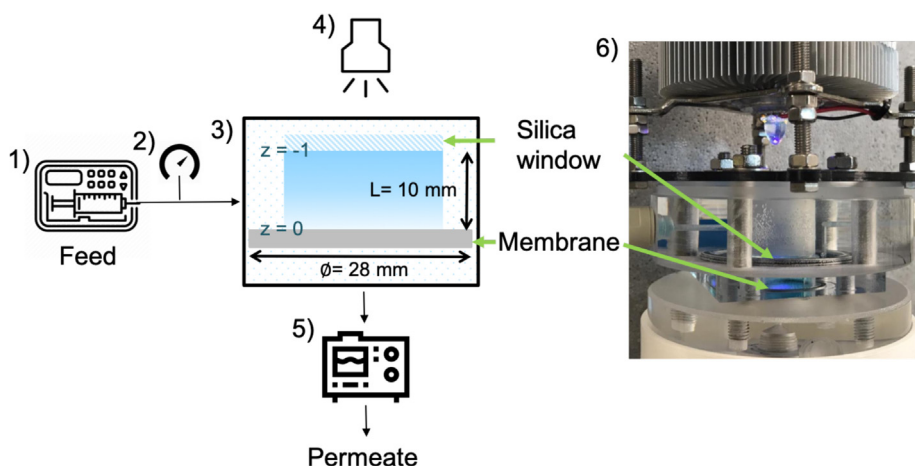 4)
6)
1)
2)
3)
z = -1
Silica
window
L= 10 mm
z = 0
Feed
Membrane
ϕ= 28 mm
5)
Permeate